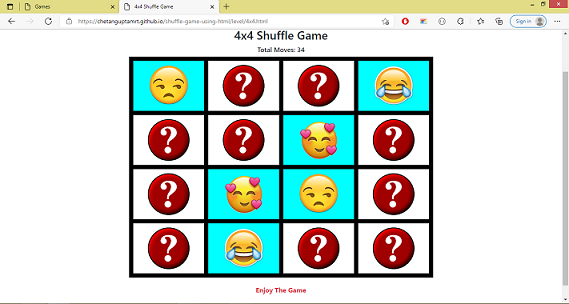 Games
4x4 Shuffle Game
https://chetanguptamrt.github.io/shuffle-game-using-html/level/4x4.html
Sign in
4x4 Shuffle Game
Total Moves: 34
? ?
? ? ?
? ?
? ? ?
Enjoy The Game